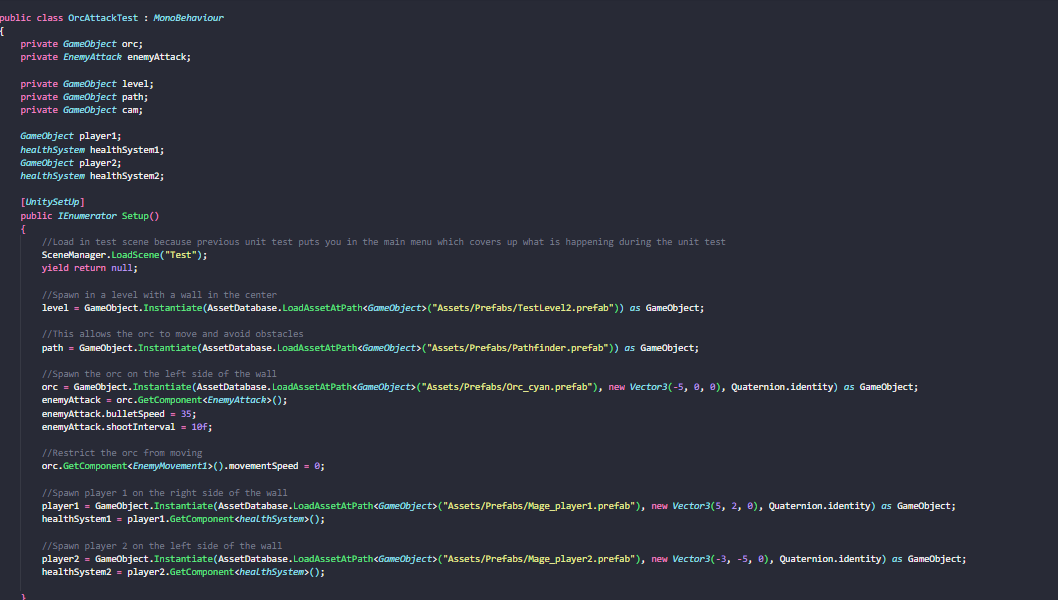 public class OrcAttackTest : MonoBehaviour
{
    private GameObject orc;
    private EnemyAttack enemyAttack;

    private GameObject level;
    private GameObject path;
    private GameObject cam;

    GameObject player1;
    healthSystem healthSystem1;
    GameObject player2;
    healthSystem healthSystem2;

    [UnitySetUp]
    public IEnumerator Setup()
    {
        //Load in test scene because previous unit test puts you in the main menu which covers up what is happening during the unit test
        SceneManager.LoadScene("Test");
        yield return null;

        //Spawn in a level with a wall in the center
        level = GameObject.Instantiate(AssetDatabase.LoadAssetAtPath<GameObject>("Assets/Prefabs/TestLevel2.prefab")) as GameObject;

        //This allows the orc to move and avoid obstacles
        path = GameObject.Instantiate(AssetDatabase.LoadAssetAtPath<GameObject>("Assets/Prefabs/Pathfinder.prefab")) as GameObject;

        //Spawn the orc on the left side of the wall
        orc = GameObject.Instantiate(AssetDatabase.LoadAssetAtPath<GameObject>("Assets/Prefabs/Orc_cyan.prefab"), new Vector3(-5, 0, 0), Quaternion.identity) as GameObject;
        enemyAttack = orc.GetComponent<EnemyAttack>();
        enemyAttack.bulletSpeed = 35;
        enemyAttack.shootInterval = 10f;

        //Restrict the orc from moving
        orc.GetComponent<EnemyMovement1>().movementSpeed = 0;

        //Spawn player 1 on the right side of the wall
        player1 = GameObject.Instantiate(AssetDatabase.LoadAssetAtPath<GameObject>("Assets/Prefabs/Mage_player1.prefab"), new Vector3(5, 2, 0), Quaternion.identity) as GameObject;
        healthSystem1 = player1.GetComponent<healthSystem>();

        //Spawn player 2 on the left side of the wall
        player2 = GameObject.Instantiate(AssetDatabase.LoadAssetAtPath<GameObject>("Assets/Prefabs/Mage_player2.prefab"), new Vector3(-3, -5, 0), Quaternion.identity) as GameObject;
        healthSystem2 = player2.GetComponent<healthSystem>();

    }